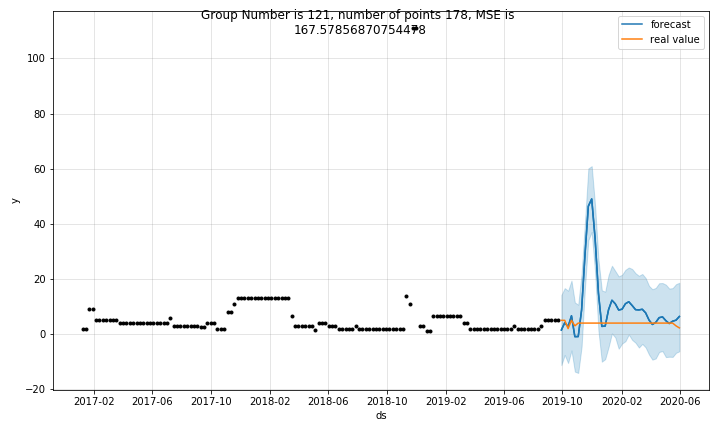 Group Number is 121, number of points 178, MSE is
167.57856870754478
forecast
real value
100
80
60
40
20
0
−20
y
2017-02 2017-06 2017-10 2018-02 2018-06 2018-10 2019-02 2019-06 2019-10 2020-02 2020-06
ds